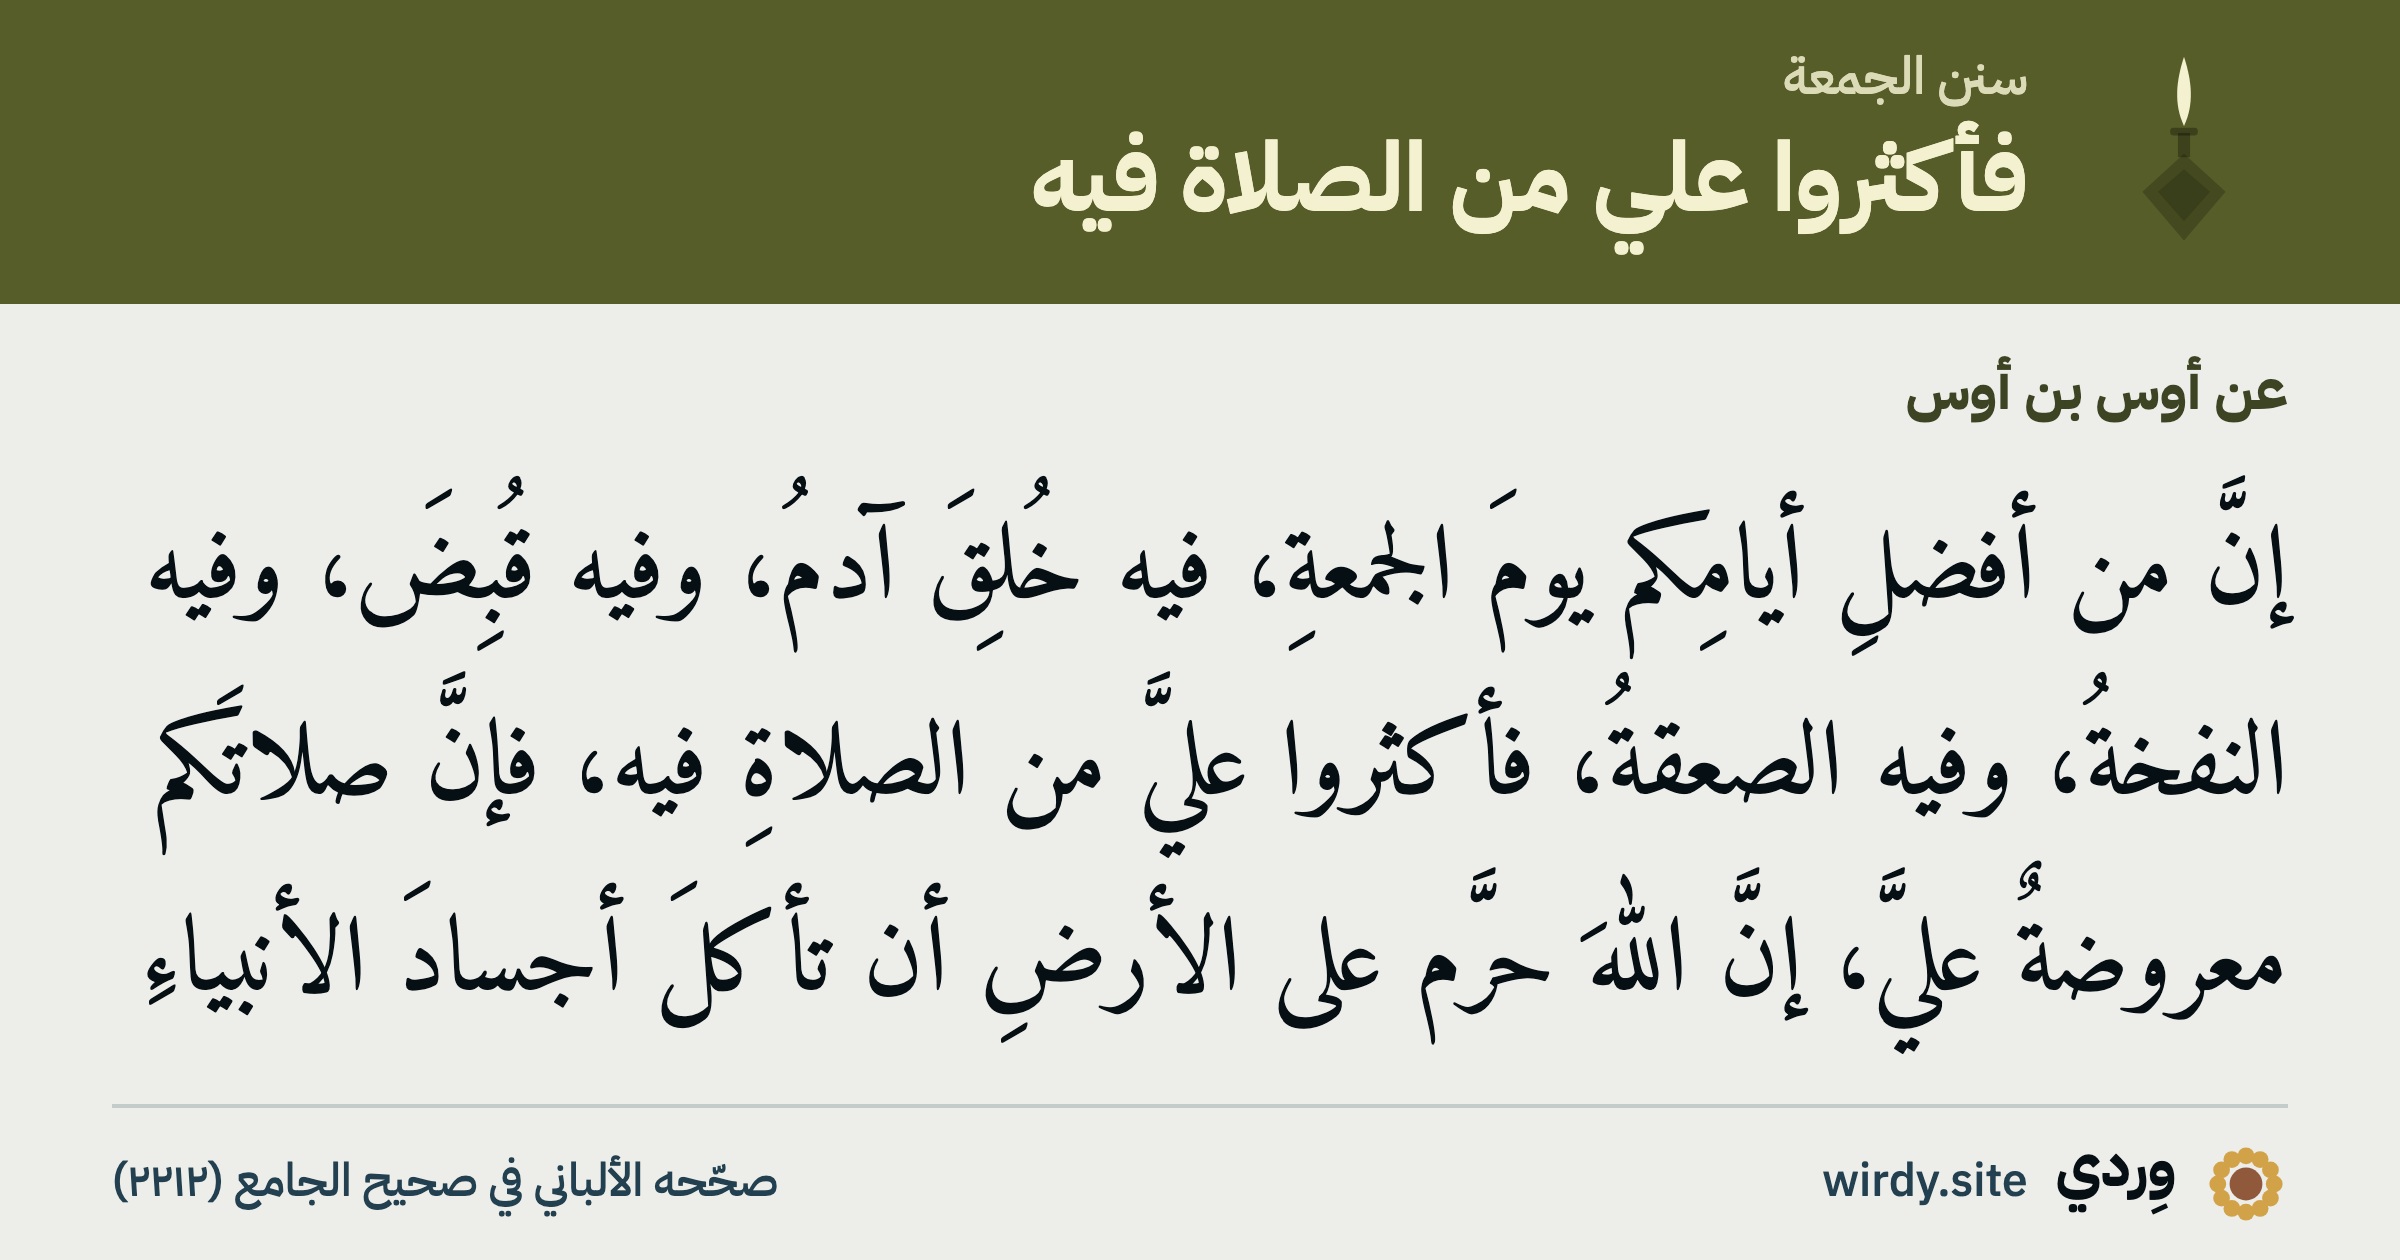 سنن الجمعة
فأكثروا علي من الصلاة فيه
عن أوس بن أوس
إنَّ من أفضلِ أيامِكم يومَ الجمعةِ، فيه خُلِقَ آدمُ، وفيه قُبِضَ، وفيه
النفخةُ، وفيه الصعقةُ، فأكثروا عليَّ من الصلاةِ فيه، فإنَّ صلاتَكم
معروضةٌ عليَّ، إنَّ اللهَ حرَّم على الأرضِ أن تأكلَ أجسادَ الأنبياءِ
وِردي wirdy.site
صحّحه الألباني في صحيح الجامع (٢٢١٢)